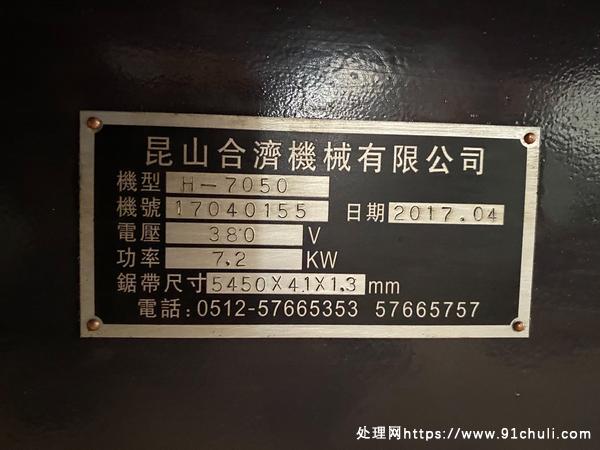 昆山合濟機械有限公司
機型 H-7050
機號 17040155 日期 2017.04
電壓 380 V
功率 7.2 KW
鋸帶尺寸 5450X41X1.3 mm
電話:0512-57665353 57665757
处理网https://www.91chuli.com